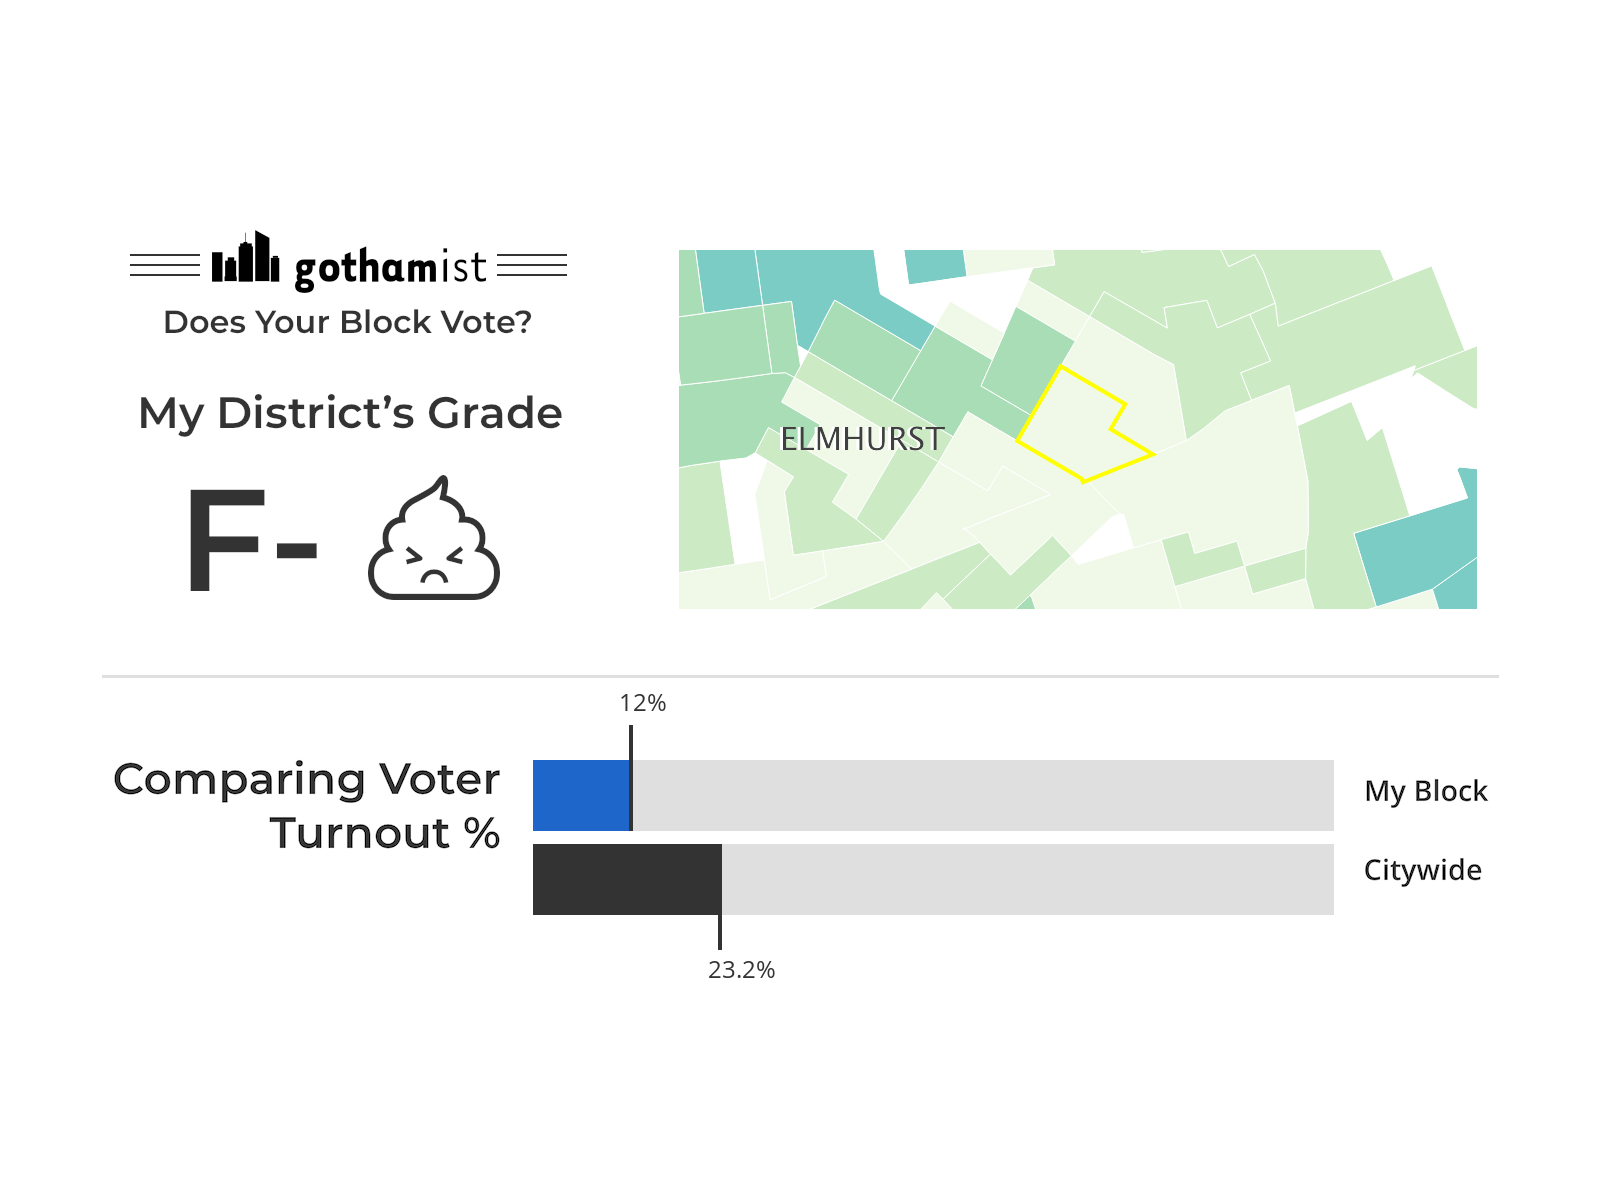 gothamist
Does Your Block Vote?
My District’s Grade
F-
ELMHURST
12%
Comparing Voter
Turnout %
My Block
Citywide
23.2%